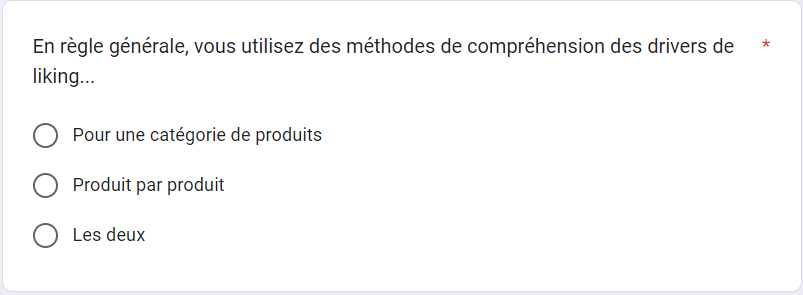 En règle générale, vous utilisez des méthodes de compréhension des drivers de *
liking...
Pour une catégorie de produits
Produit par produit
Les deux